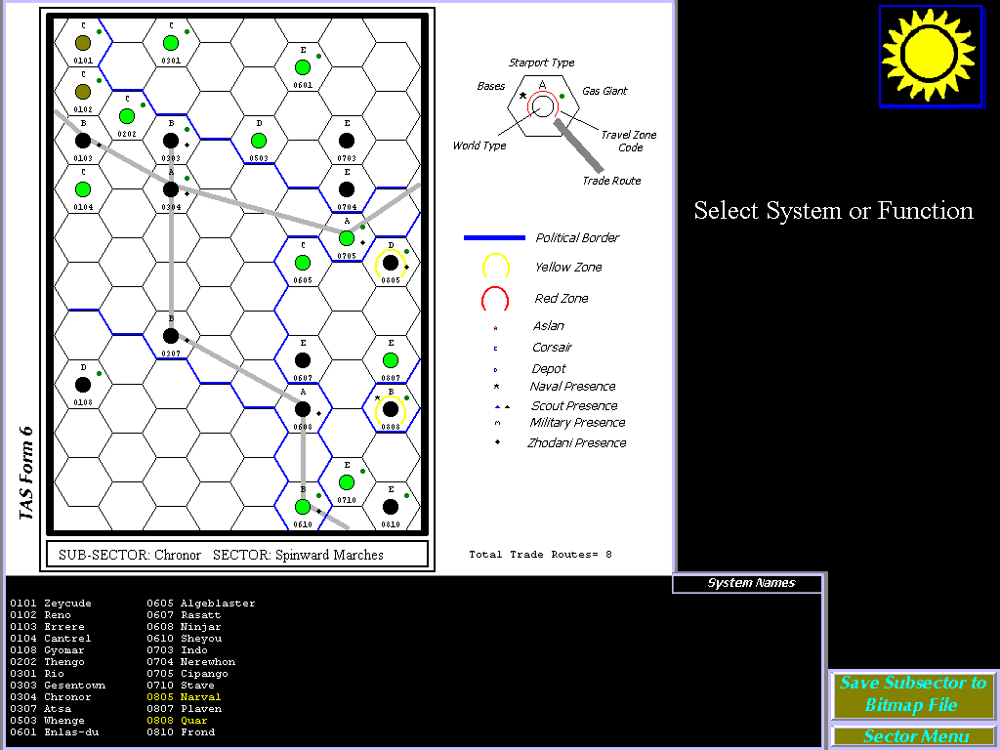 C
C
0101
0301
E
0601
C
0102
C
0202
B
0103
B
0303
D
0503
E
0703
C
0104
A
0304
E
0704
A
0705
C
0605
D
0805
B
0307
E
0607
E
0807
D
0108
A
0608
B
0808
E
0710
B
0610
E
0810
TAS Form 6
SUB-SECTOR: Chronor SECTOR: Spinward Marches
Starport Type
Bases
A
Gas Giant
World Type
Travel Zone
Code
Trade Route
Political Border
Yellow Zone
Red Zone
A Aslan
C Corsair
D Depot
Naval Presence
Scout Presence
Military Presence
Zhodani Presence
Total Trade Routes= 8
Select System or Function
System Names
0101 Zeycude
0102 Reno
0103 Errere
0104 Cantrel
0108 Gyomar
0202 Thengo
0301 Rio
0303 Gesentown
0304 Chronor
0307 Atsa
0503 Whenge
0601 Enlas-du
0605 Algeblaster
0607 Rasatt
0608 Ninjar
0610 Sheyou
0703 Indo
0704 Nerewhon
0705 Cipango
0710 Stave
0805 Narval
0807 Plaven
0808 Quar
0810 Frond
Save Subsector to
Bitmap File
Sector Menu